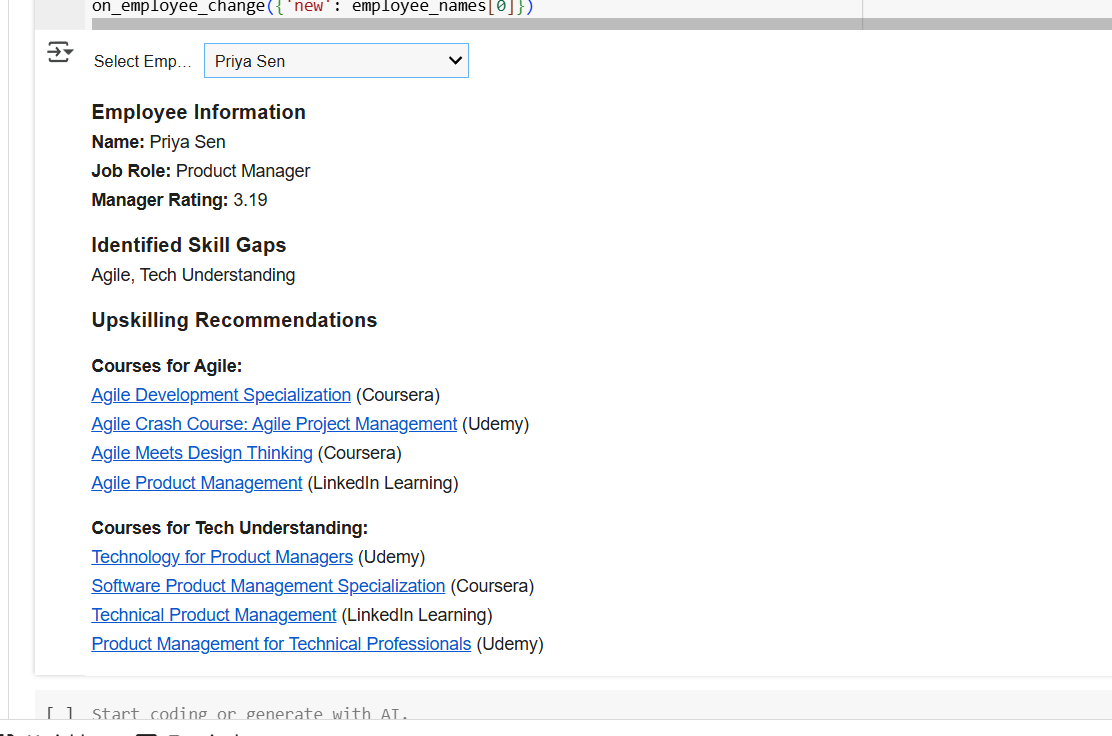 on_employee_change({'new': employee_names[0]})
Select Emp… Priya Sen
Employee Information
Name: Priya Sen
Job Role: Product Manager
Manager Rating: 3.19
Identified Skill Gaps
Agile, Tech Understanding
Upskilling Recommendations
Courses for Agile:
Agile Development Specialization (Coursera)
Agile Crash Course: Agile Project Management (Udemy)
Agile Meets Design Thinking (Coursera)
Agile Product Management (LinkedIn Learning)
Courses for Tech Understanding:
Technology for Product Managers (Udemy)
Software Product Management Specialization (Coursera)
Technical Product Management (LinkedIn Learning)
Product Management for Technical Professionals (Udemy)
[ ] Start coding or generate with AI.